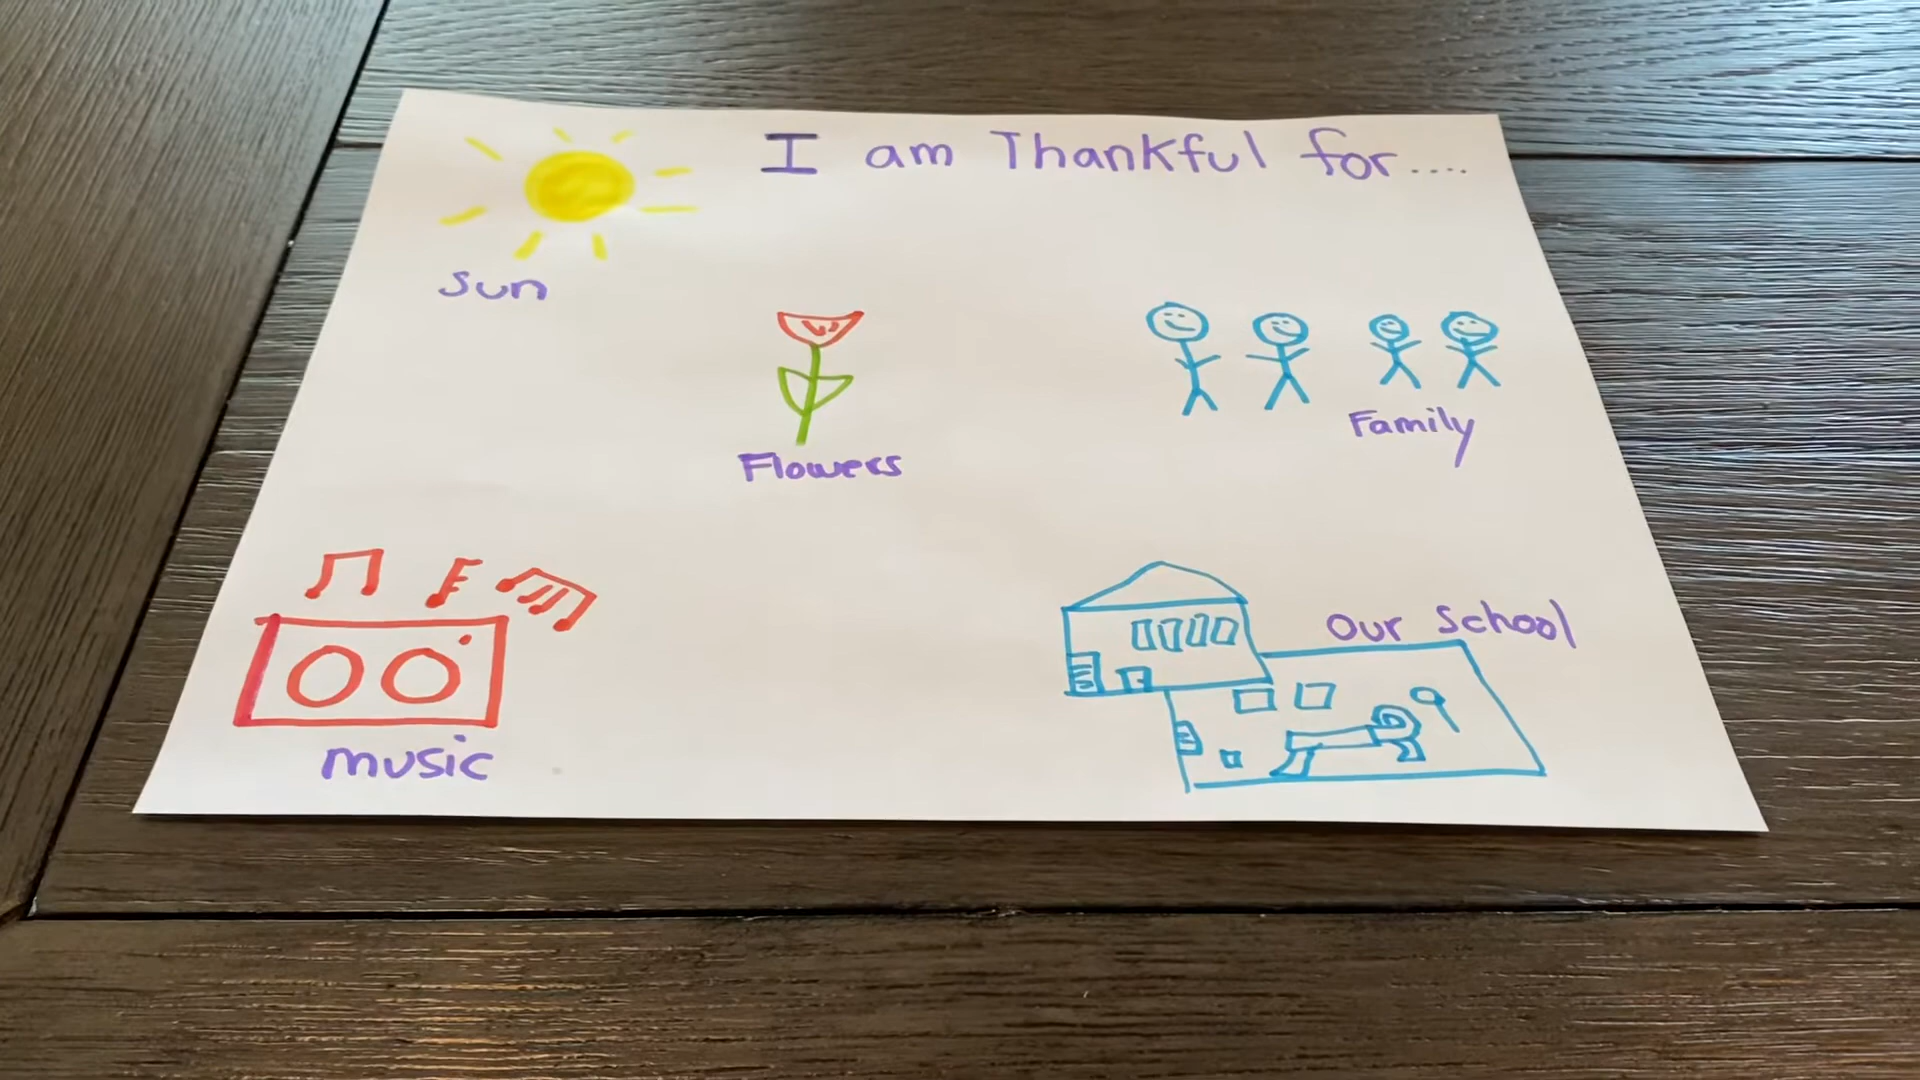 I am Thankful for....
Sun
Flowers
Family
Our School
music